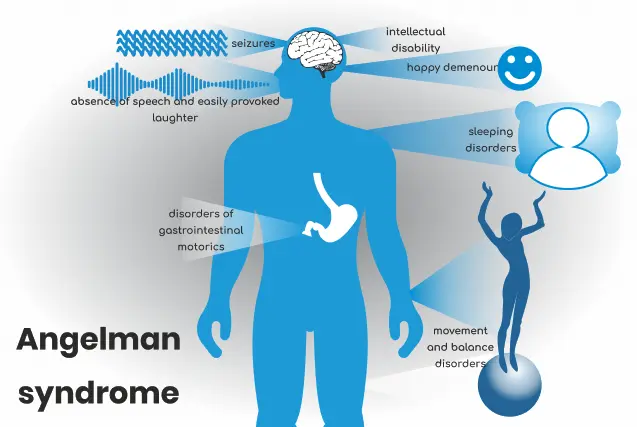 seizures
intellectual
disability
happy demenour
absence of speech and easily provoked
laughter
sleeping
disorders
disorders of
gastrointestinal
motorics
movement
and balance
disorders
Angelman
syndrome